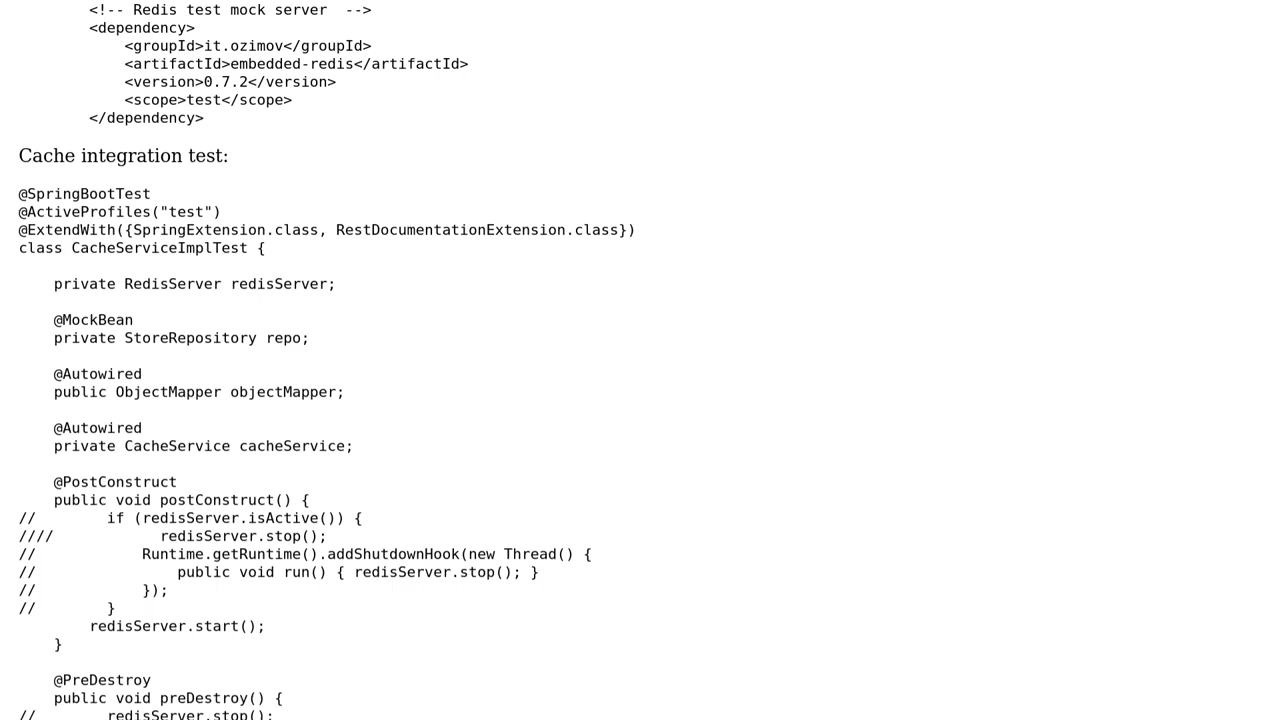 <!-- Redis test mock server  -->
<dependency>
<groupId>it.ozimov</groupId>
<artifactId>embedded-redis</artifactId>
<version>0.7.2</version>
<scope>test</scope>
</dependency>
Cache integration test:
@SpringBootTest
@ActiveProfiles("test")
@ExtendWith({SpringExtension.class, RestDocumentationExtension.class})
class CacheServiceImplTest {
private RedisServer redisServer;
@MockBean
private StoreRepository repo;
@Autowired
public ObjectMapper objectMapper;
@Autowired
private CacheService cacheService;
@PostConstruct
public void postConstruct() {
//        if (redisServer.isActive()) {
////            redisServer.stop();
//            Runtime.getRuntime().addShutdownHook(new Thread() {
//                public void run() { redisServer.stop(); }
//            });
//        }
redisServer.start();
}
@PreDestroy
public void preDestroy() {
//        redisServer.stop();